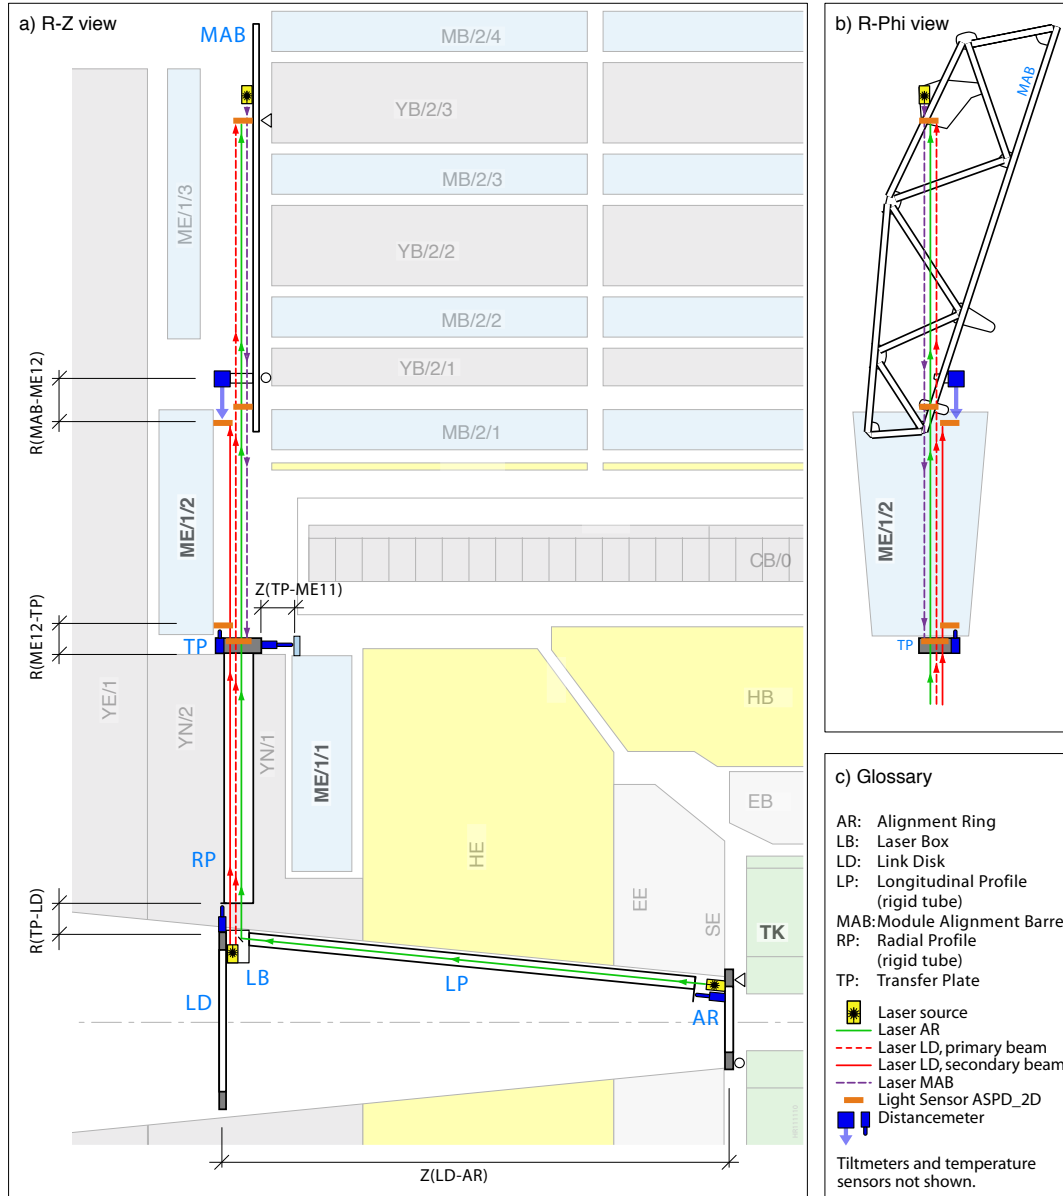 a) R-Z view
MAB
MB/2/4
YB/2/3
ME/1/3
MB/2/3
YB/2/2
MB/2/2
YB/2/1
R(MAB-ME12)
MB/2/1
ME/1/2
CB/0
Z(TP-ME11)
R(ME12-TP)
TP
YE/1
YN/2
YN/1
ME/1/1
HB
EB
HE
EE
SE
TK
RP
R(TP-LD)
LB
LP
LD
AR
Z(LD-AR)
b) R-Phi view
MAB
ME/1/2
TP
c) Glossary
AR: Alignment Ring
LB: Laser Box
LD: Link Disk
LP: Longitudinal Profile
(rigid tube)
MAB:Module Alignment Barre
RP: Radial Profile
(rigid tube)
TP: Transfer Plate
Laser source
Laser AR
Laser LD, primary beam
Laser LD, secondary beam
Laser MAB
Light Sensor ASPD_2D
Distancemeter
Tiltmeters and temperature
sensors not shown.